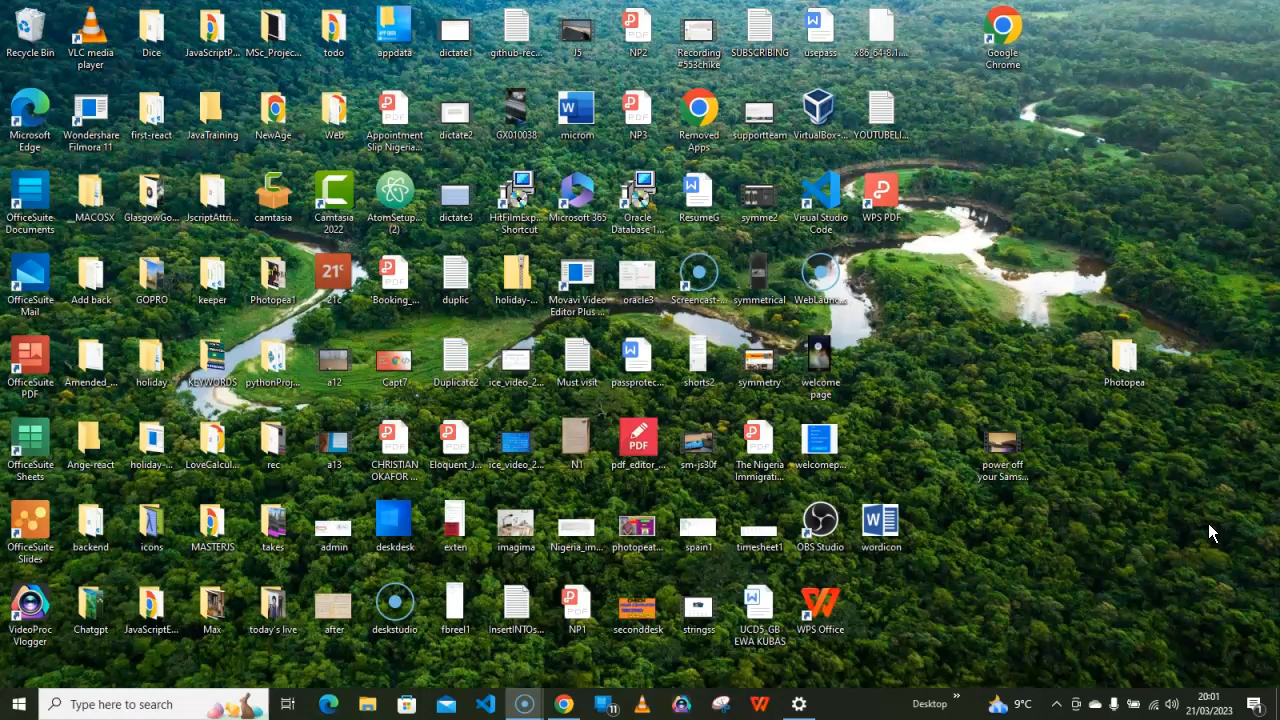 Recycle Bin
VLC media
player
Dice
JavaScriptP...
MSc_Projec...
todo
appdata
dictate1
github-rec...
J5
NP2
Recording
#553chike
SUBSCRIBING
usepass
x86_64-8.1....
Google
Chrome
Microsoft
Edge
Wondershare
Filmora 11
first-react
JavaTraining
NewAge
Web
Appointment
Slip Nigeria...
dictate2
GX010038
microm
NP3
Removed
Apps
supportteam
VirtualBox-...
YOUTUBELI...
OfficeSuite
Documents
__MACOSX
GlasgowGo...
JscriptAttri...
camtasia
Camtasia
2022
AtomSetup...
(2)
dictate3
HitFilmExp...
- Shortcut
Microsoft 365
Oracle
Database 1...
ResumeG
symme2
Visual Studio
Code
WPS PDF
OfficeSuite
Mail
Add back
GOPRO
keeper
Photopea1
21c
'Booking_...
duplic
holiday-...
Movavi Video
Editor Plus ...
oracle3
Screencast-...
symmetrical
WebLaunc...
OfficeSuite
PDF
Amended_...
holiday
KEYWORDS
pythonProj...
a12
Capt7
Duplicate2
ice_video_2...
Must visit
passprotec...
shorts2
symmetry
welcome
page
Photopea
OfficeSuite
Sheets
Ange-react
holiday-...
LoveCalcul...
rec
a13
CHRISTIAN
OKAFOR ...
Eloquent_J...
ice_video_2...
N1
pdf_editor_...
sm-js30f
The Nigeria
Immigrati...
welcomep...
power off
your Sams...
OfficeSuite
Slides
backend
icons
MASTERJS
takes
admin
deskdesk
exten
imagima
Nigeria_im...
photopeat...
spain1
timesheet1
OBS Studio
wordicon
VideoProc
Vlogger
Chatgpt
JavaScriptE...
Max
today's live
after
deskstudio
fbreel1
InsertINTOs...
NP1
seconddesk
stringss
UCD5_GB
EWA KUBAS
WPS Office
Type here to search
Desktop
9°C
20:01
21/03/2023